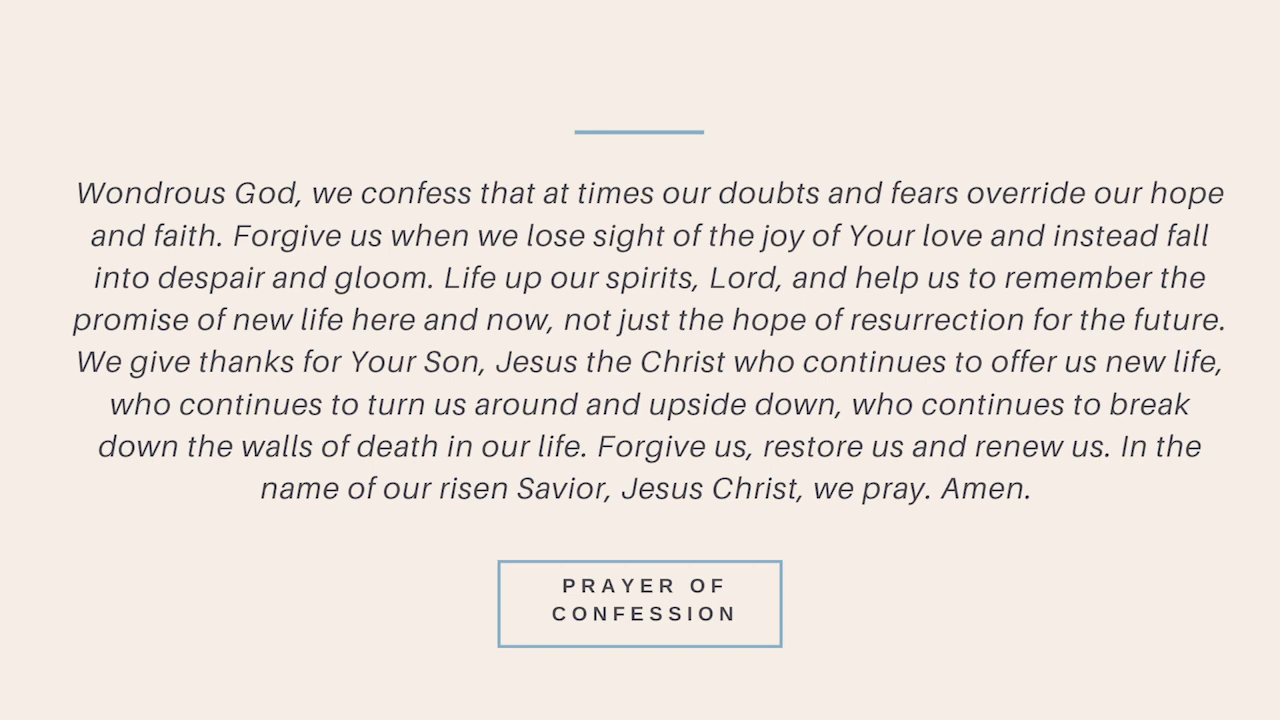 Wondrous God, we confess that at times our doubts and fears override our hope
and faith. Forgive us when we lose sight of the joy of Your love and instead fall
into despair and gloom. Life up our spirits, Lord, and help us to remember the
promise of new life here and now, not just the hope of resurrection for the future.
We give thanks for Your Son, Jesus the Christ who continues to offer us new life,
who continues to turn us around and upside down, who continues to break
down the walls of death in our life. Forgive us, restore us and renew us. In the
name of our risen Savior, Jesus Christ, we pray. Amen.
PRAYER OF
CONFESSION